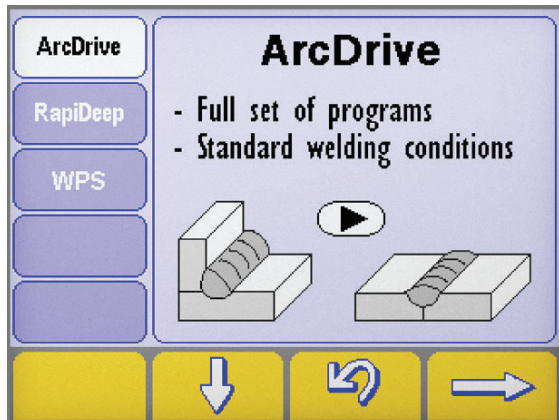 ArcDrive
RapiDeep
WPS
ArcDrive
- Full set of programs
- Standard welding conditions